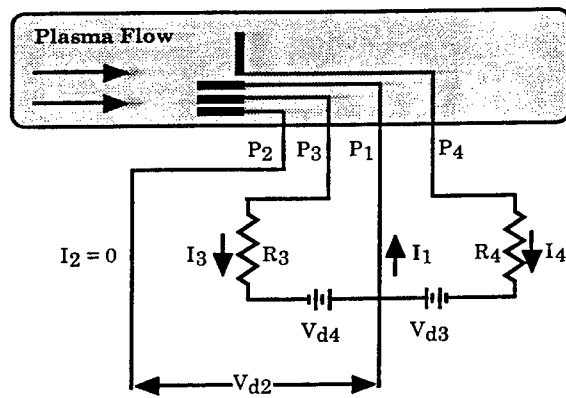 Plasma Flow
P2 P3 P1 P4
I2 = 0
I3
R3
I1
R4
I4
Vd4
Vd3
Vd2